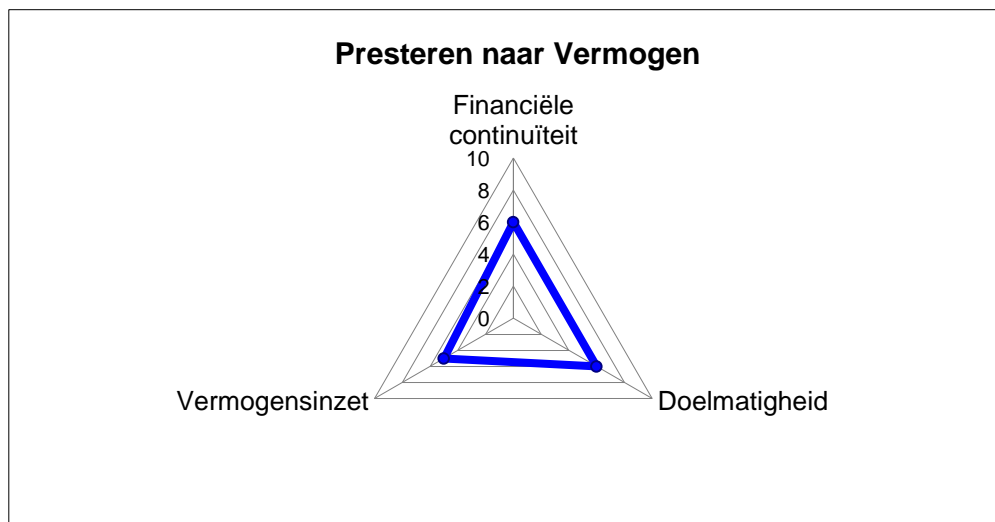 Presteren naar Vermogen
Financiële
continuïteit
10
8
6
4
2
0
Vermogensinzet
Doelmatigheid